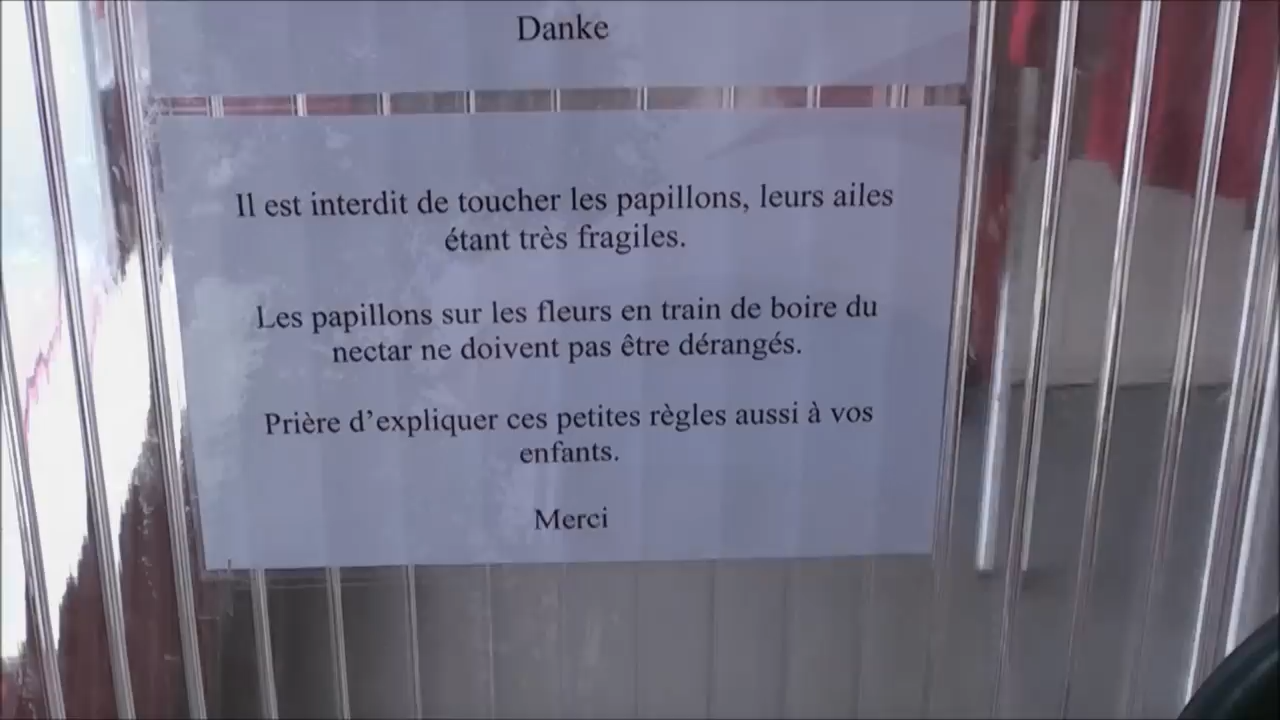 Danke
Il est interdit de toucher les papillons, leurs ailes
étant très fragiles.
Les papillons sur les fleurs en train de boire du
nectar ne doivent pas être dérangés.
Prière d'expliquer ces petites règles aussi à vos
enfants.
Merci